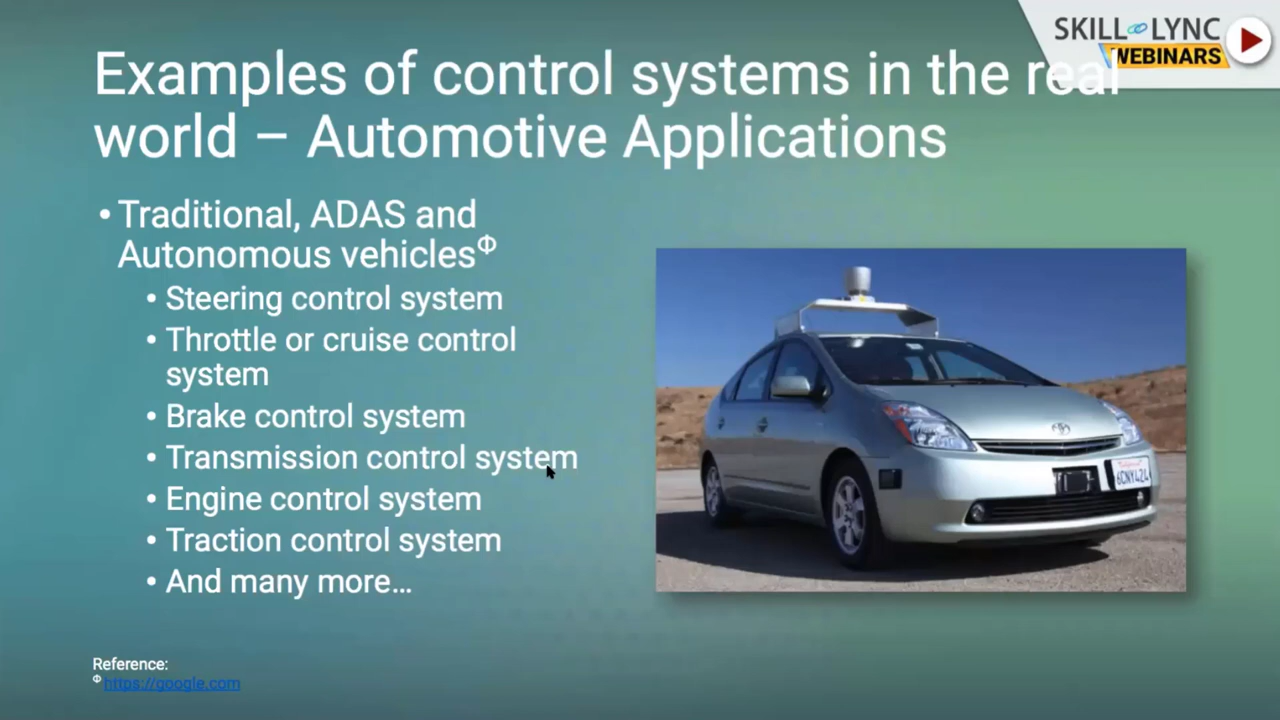 SKILL LYNC
WEBINARS
Examples of control systems in the real
world – Automotive Applications
• Traditional, ADAS and
Autonomous vehiclesΦ
• Steering control system
• Throttle or cruise control
system
• Brake control system
• Transmission control system
• Engine control system
• Traction control system
• And many more...
Reference:
Φ https://google.com